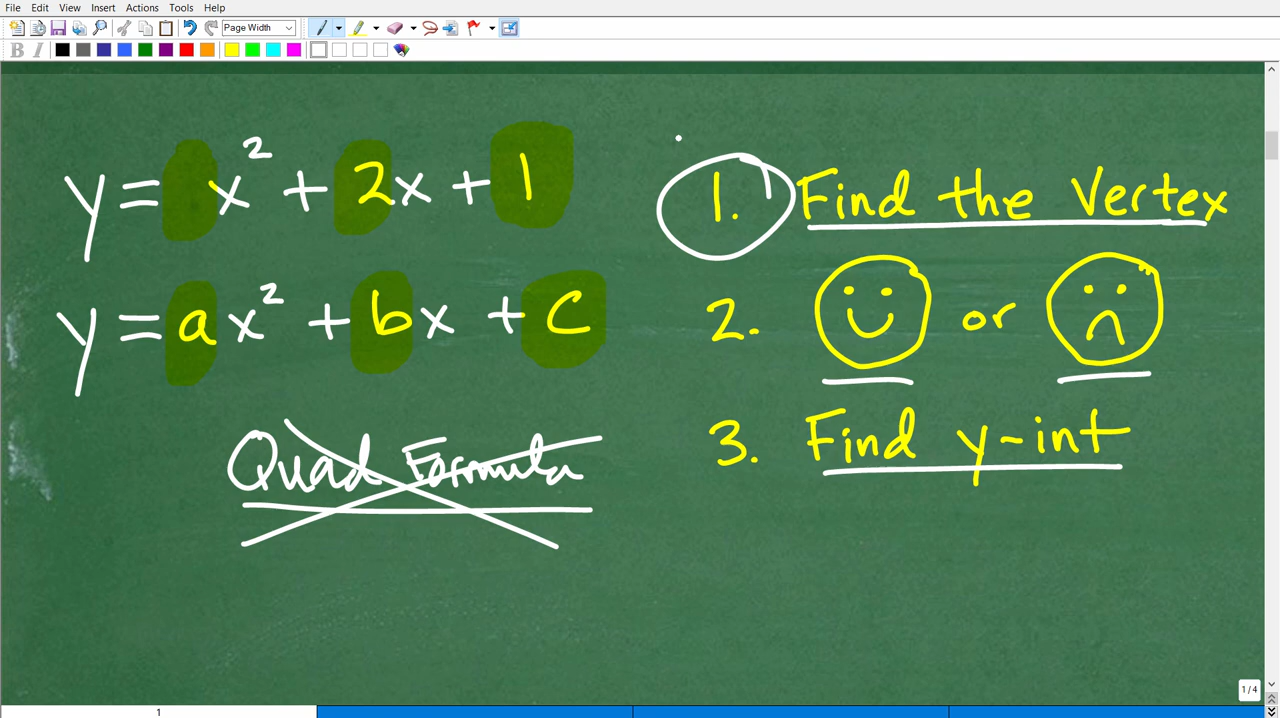 File Edit View Insert Actions Tools Help
Page Width
B I
y = x² + 2x + 1
y = ax² + bx + c
Quad Formula
1. Find the Vertex
2. or
3. Find y-int
1/4
1